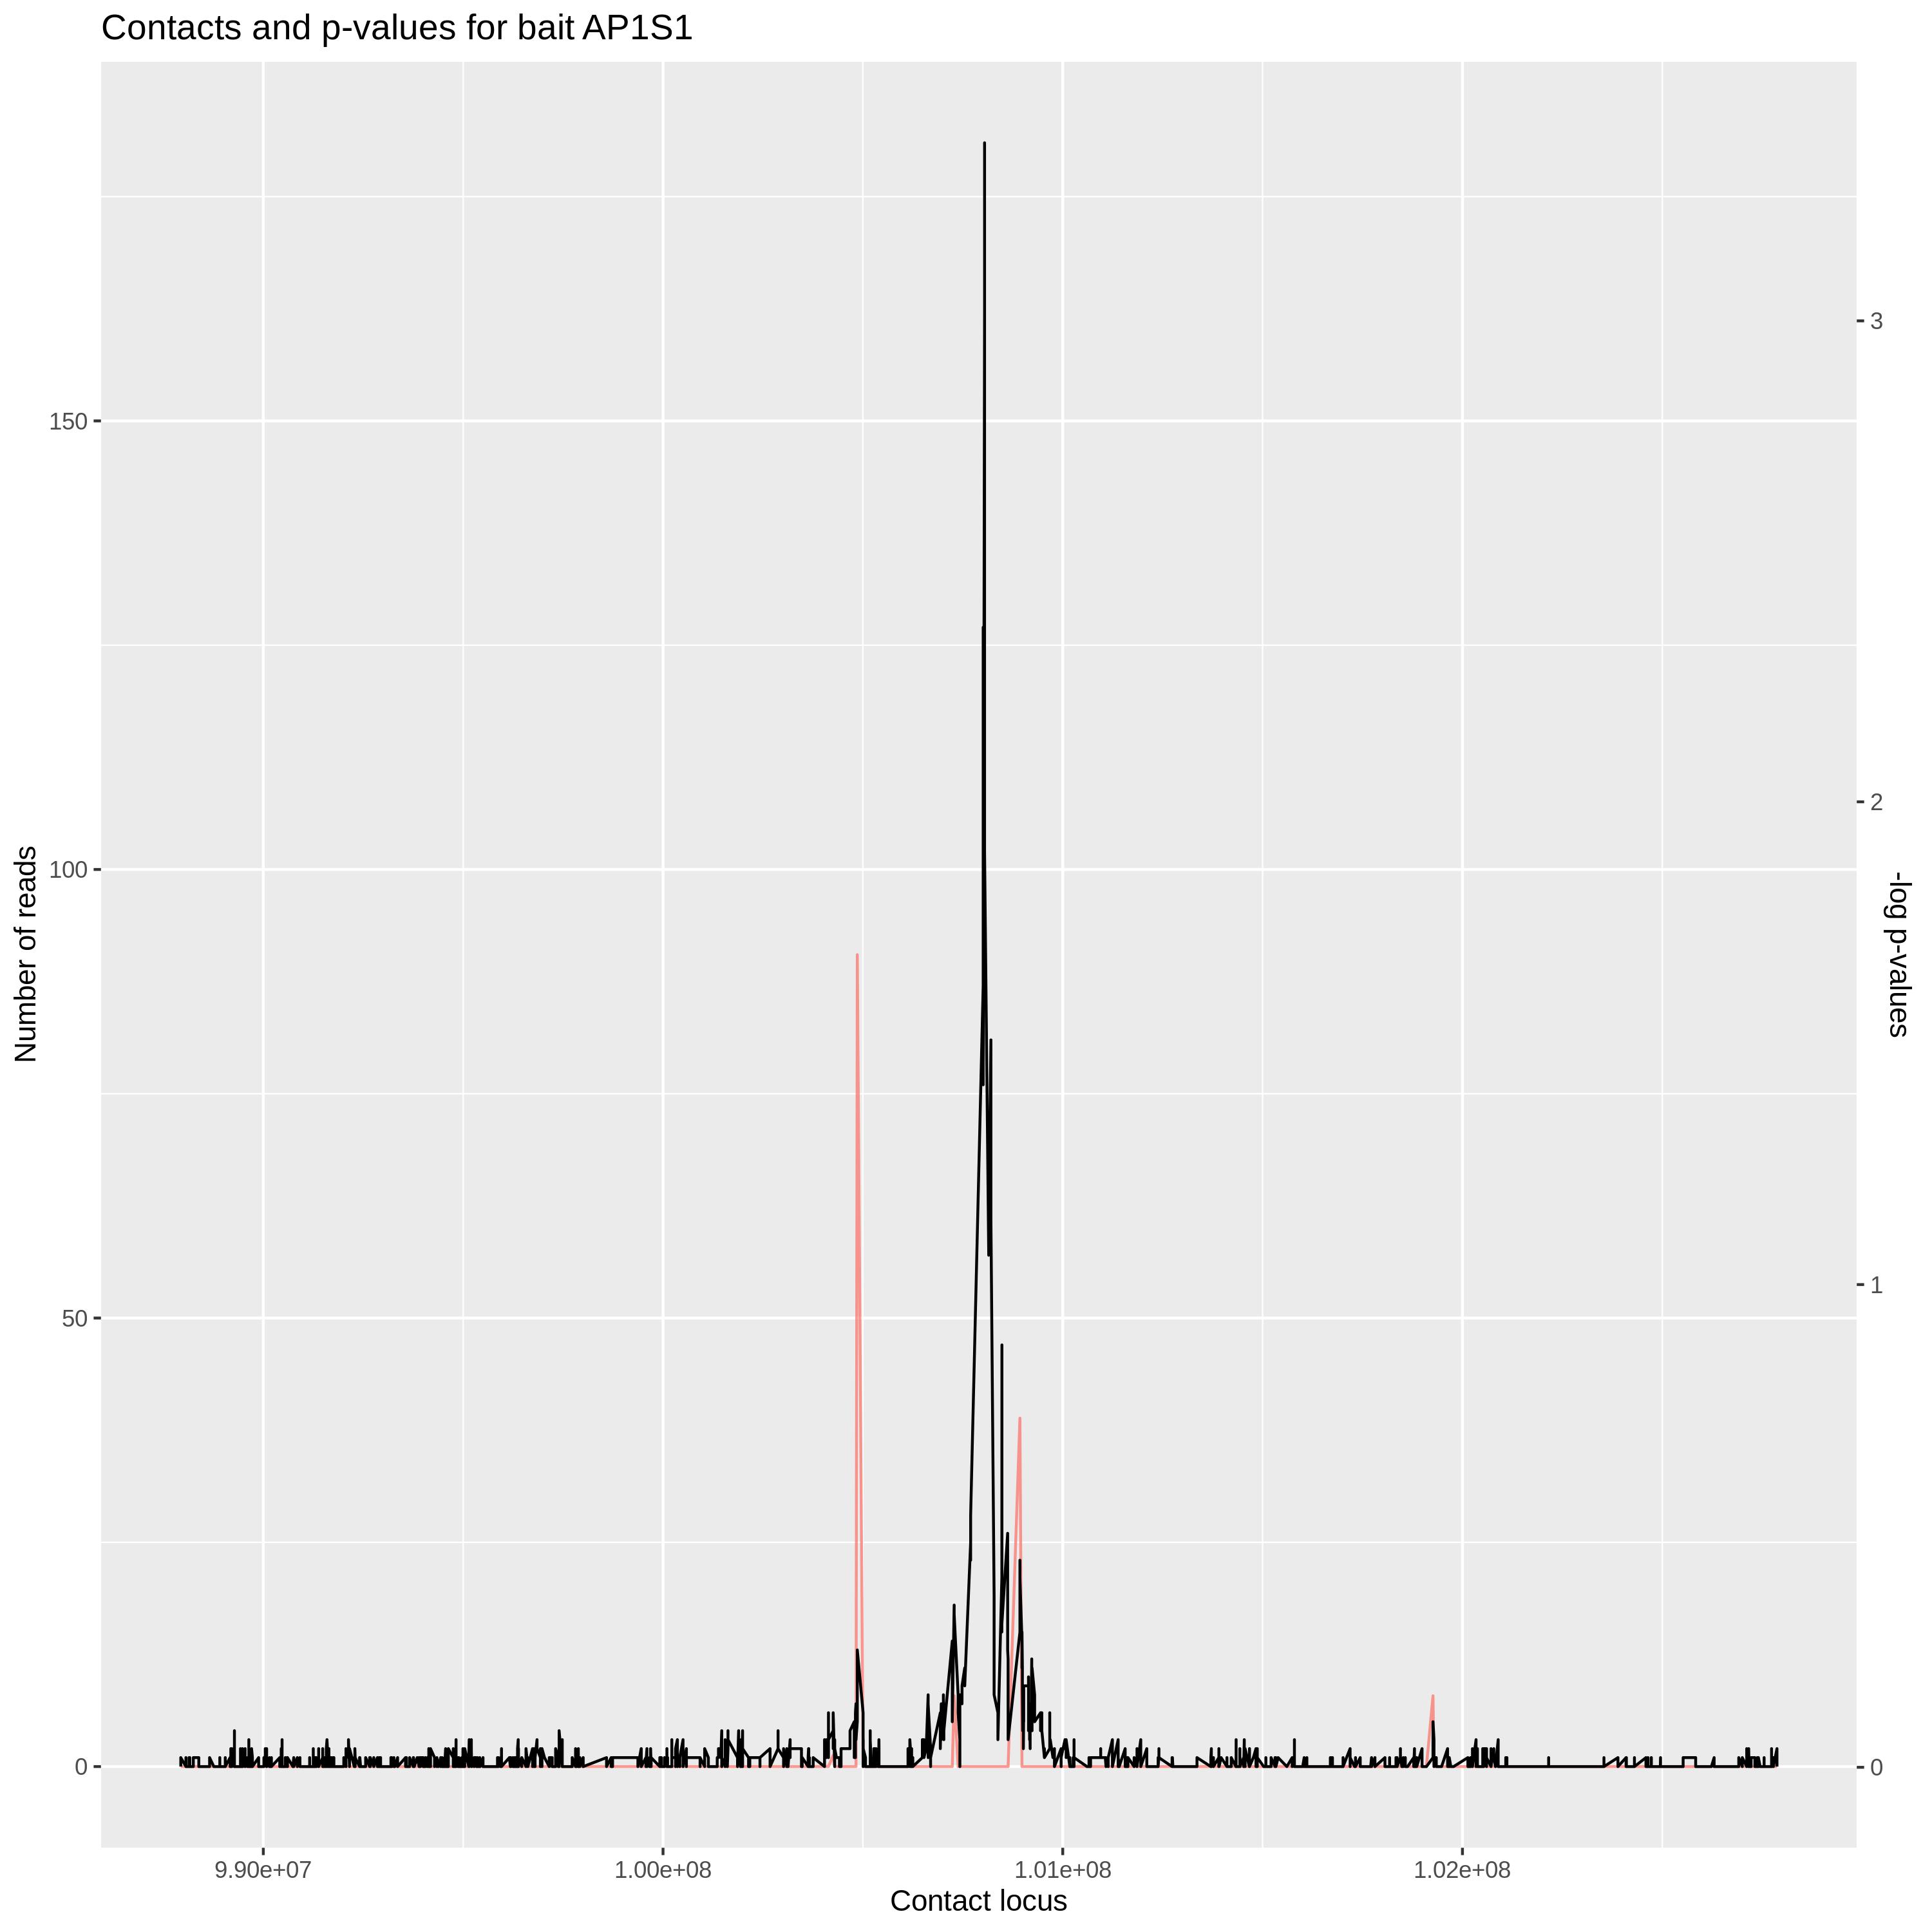 Contacts and p-values for bait AP1S1
150
100
50
0
Number of reads
3
2
1
0
-log p-values
9.90e+07
1.00e+08
1.01e+08
1.02e+08
Contact locus